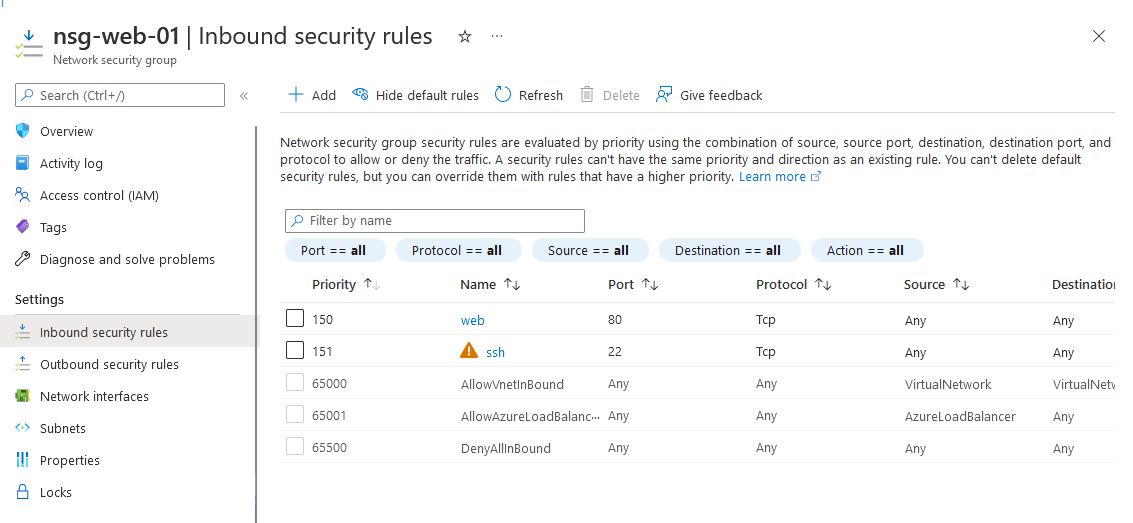 nsg-web-01 | Inbound security rules ☆ ···
Network security group
Search (Ctrl+/) «
Add Hide default rules Refresh Delete Give feedback
Overview
Activity log
Access control (IAM)
Tags
Diagnose and solve problems
Settings
Inbound security rules
Outbound security rules
Network interfaces
Subnets
Properties
Locks
Network security group security rules are evaluated by priority using the combination of source, source port, destination, destination port, and
protocol to allow or deny the traffic. A security rules can't have the same priority and direction as an existing rule. You can't delete default
security rules, but you can override them with rules that have a higher priority. Learn more
Filter by name
Port == all Protocol == all Source == all Destination == all Action == all
Priority ↑↓ Name ↑↓ Port ↑↓ Protocol ↑↓ Source ↑↓ Destination
150 web 80 Tcp Any Any
151 ssh 22 Tcp Any Any
65000 AllowVnetInBound Any Any VirtualNetwork VirtualNetw
65001 AllowAzureLoadBalanc··· Any Any AzureLoadBalancer Any
65500 DenyAllInBound Any Any Any Any